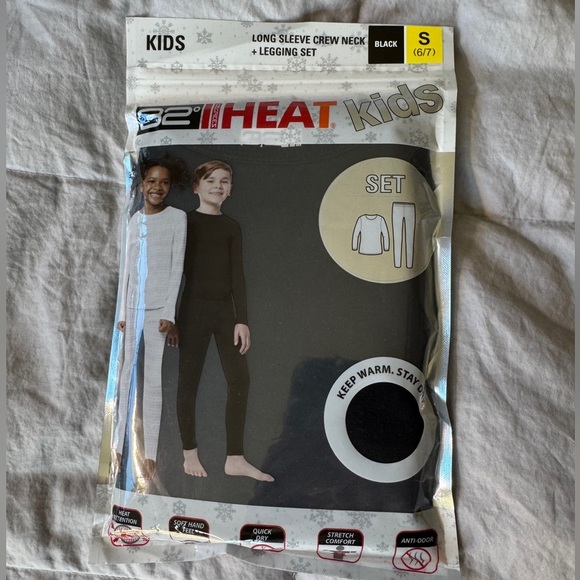 KIDS
LONG SLEEVE CREW NECK
+ LEGGING SET
BLACK
S
(6/7)
32° HEAT kids
SET
KEEP WARM. STAY
HEAT
SOFT HAND
FEEL
QUICK
DRY
STRETCH
COMFORT
ANTI-ODOR